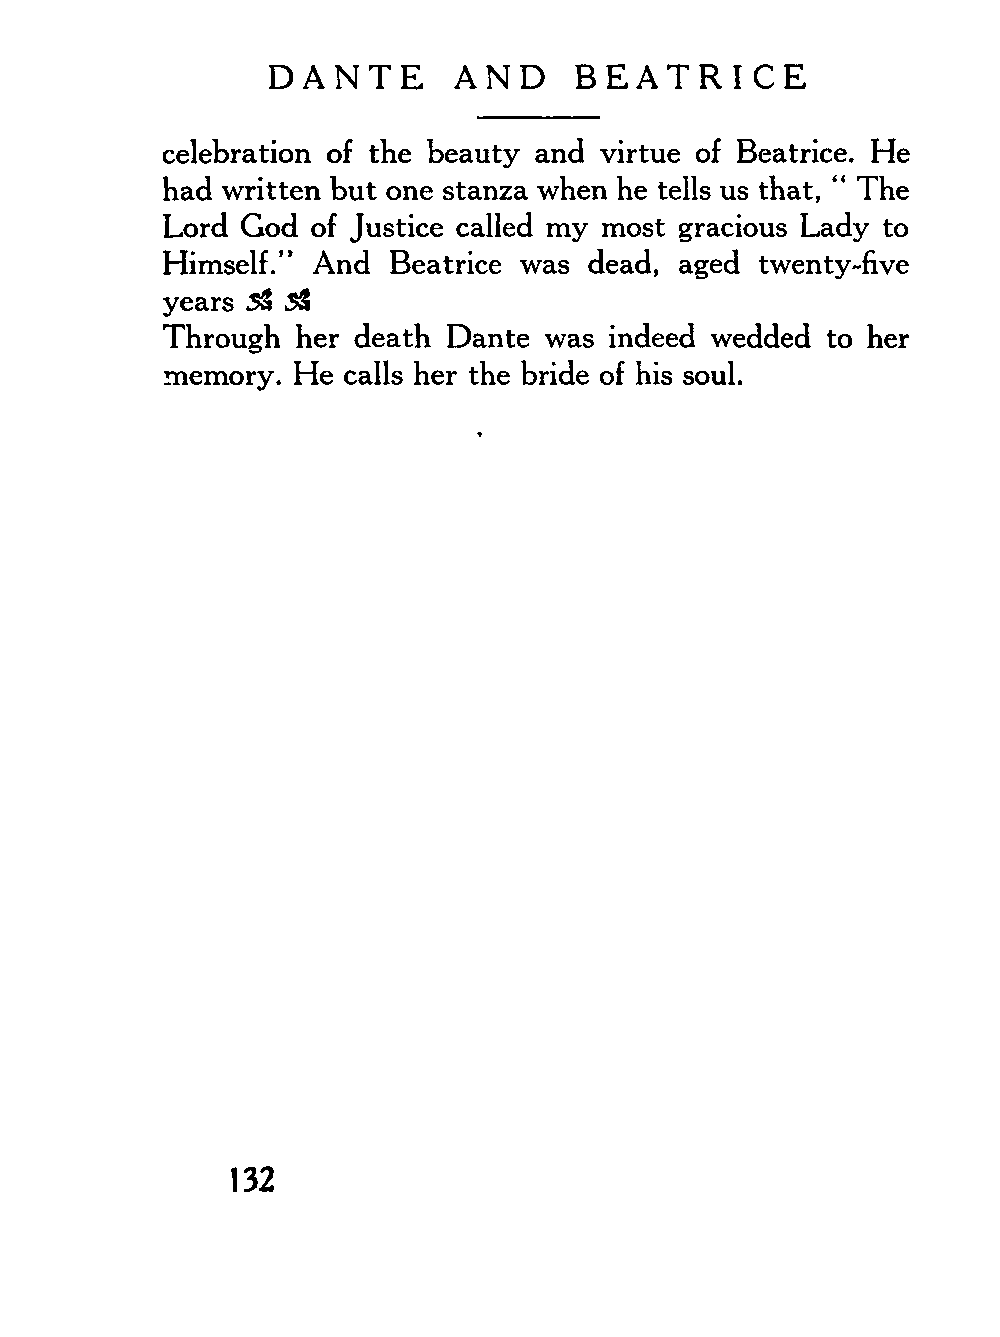 DANTE AND BEATRICE
celebration of the beauty and virtue of Beatrice. He
had written but one stanza when he tells us that, “ The
Lord God of Justice called my most gracious Lady to
Himself.” And Beatrice was dead, aged twenty-five
years
Through her death Dante was indeed wedded to her
memory. He calls her the bride of his soul.
132